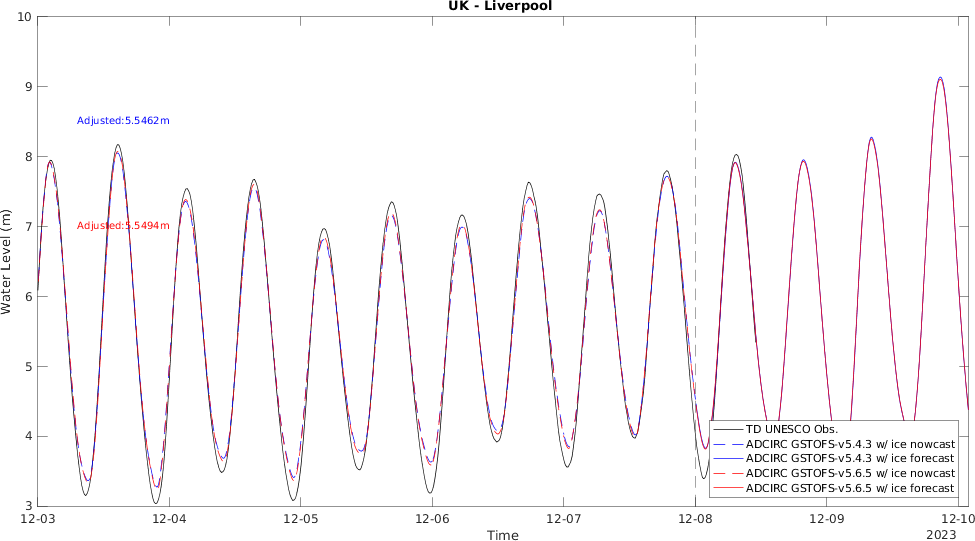 UK - Liverpool
10
9
8
7
6
5
4
3
Water Level (m)
Adjusted:5.5462m
Adjusted:5.5494m
TD UNESCO Obs.
ADCIRC GSTOFS-v5.4.3 w/ ice nowcast
ADCIRC GSTOFS-v5.4.3 w/ ice forecast
ADCIRC GSTOFS-v5.6.5 w/ ice nowcast
ADCIRC GSTOFS-v5.6.5 w/ ice forecast
12-03 12-04 12-05 12-06 12-07 12-08 12-09 12-10
Time
2023